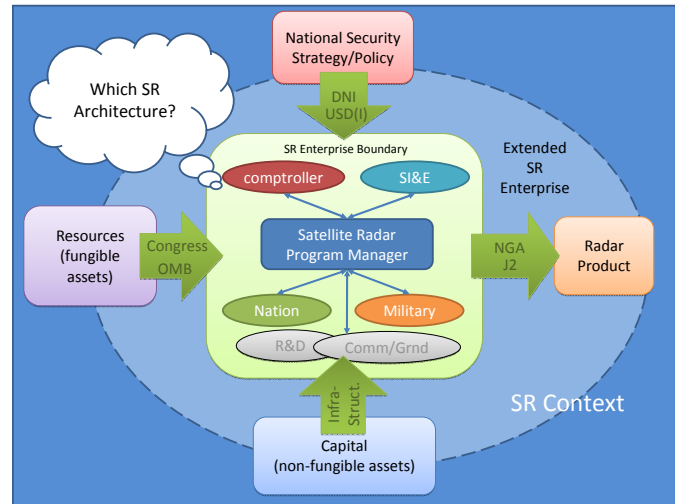 National Security
Strategy/Policy
Which SR
Architecture?
DNI
USD(I)
SR Enterprise Boundary
comptroller
SI&E
Extended
SR
Enterprise
Resources
(fungible
assets)
Congress
OMB
Satellite Radar
Program Manager
NGA
J2
Radar
Product
Nation
Military
R&D
Comm/Grnd
Infra-
Struct.
SR Context
Capital
(non-fungible assets)